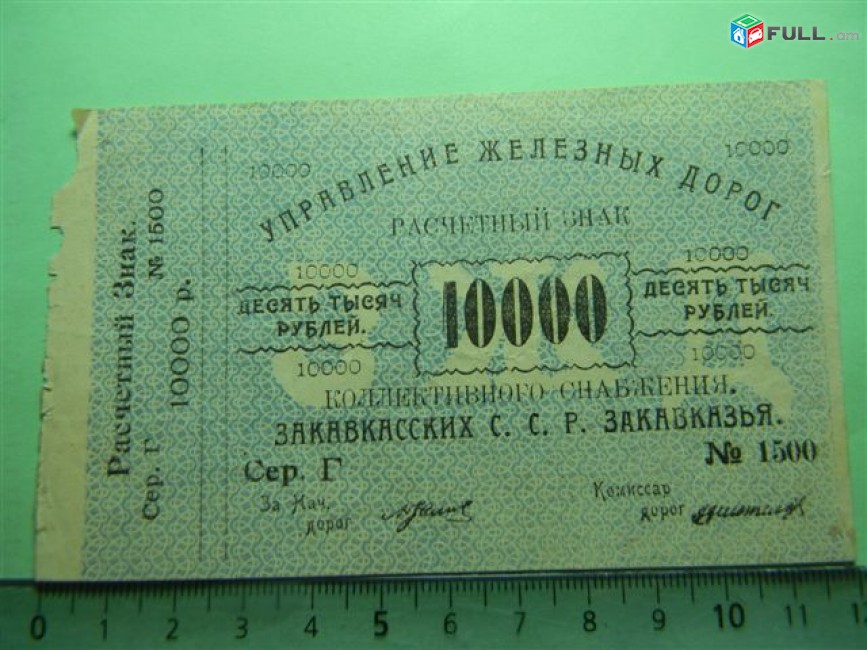 FULL.am
10000
10000
УПРАВЛЕНИЕ ЖЕЛЕЗНЫХ ДОРОГ
РАСЧЕТНЫЙ ЗНАК
10000
10000
ДЕСЯТЬ ТЫСЯЧ
РУБЛЕЙ.
10000
ДЕСЯТЬ ТЫСЯЧ
РУБЛЕЙ.
10000
10000
КОЛЛЕКТИВНОГО СНАБЖЕНИЯ.
ЗАКАВКАССКИХ С. С. Р. ЗАКАВКАЗЬЯ.
Сер. Г
№ 1500
За Нач.
дорог
Комиссар
дорог
Расчетный Знак.
Сер. Г № 1500
10000 р.
0 1 2 3 4 5 6 7 8 9 10 11 12